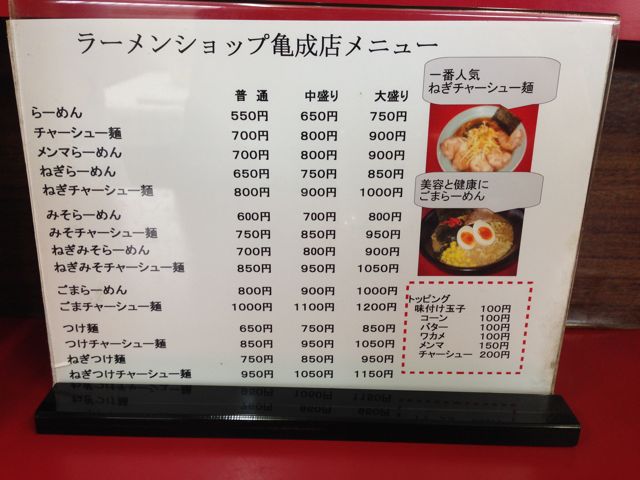 ラーメンショップ亀成店メニュー
普通 中盛り 大盛り
らーめん 550円 650円 750円
チャーシュー麺 700円 800円 900円
メンマらーめん 700円 800円 900円
ねぎらーめん 650円 750円 850円
ねぎチャーシュー麺 800円 900円 1000円
みそらーめん 600円 700円 800円
みそチャーシュー麺 750円 850円 950円
ねぎみそらーめん 700円 800円 900円
ねぎみそチャーシュー麺 850円 950円 1050円
ごまらーめん 800円 900円 1000円
ごまチャーシュー麺 1000円 1100円 1200円
つけ麺 650円 750円 850円
つけチャーシュー麺 850円 950円 1050円
ねぎつけ麺 750円 850円 950円
ねぎつけチャーシュー麺 950円 1050円 1150円
一番人気
ねぎチャーシュー麺
美容と健康に
ごまらーめん
トッピング
味付け玉子 100円
コーン 100円
バター 100円
ワカメ 100円
メンマ 150円
チャーシュー 200円